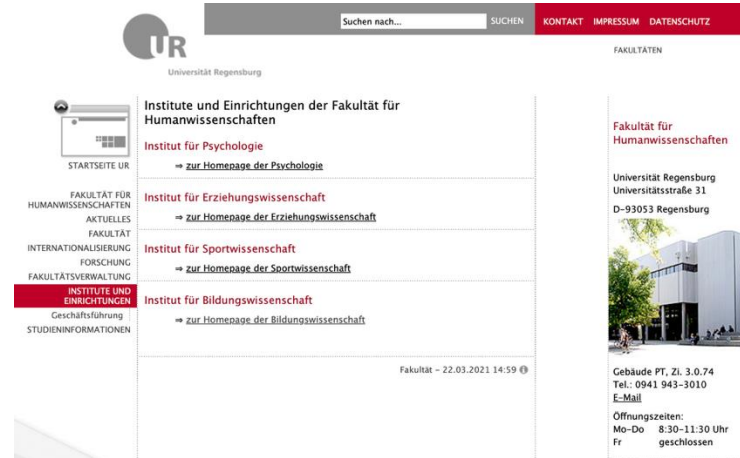 Suchen nach...
SUCHEN
KONTAKT IMPRESSUM DATENSCHUTZ
UR
Universität Regensburg
FAKULTÄTEN
STARTSEITE UR
FAKULTÄT FÜR
HUMANWISSENSCHAFTEN
AKTUELLES
FAKULTÄT
INTERNATIONALISIERUNG
FORSCHUNG
FAKULTÄTSVERWALTUNG
INSTITUTE UND
EINRICHTUNGEN
Geschäftsführung
STUDIENINFORMATIONEN
Institute und Einrichtungen der Fakultät für
Humanwissenschaften
Institut für Psychologie
⇒ zur Homepage der Psychologie
Institut für Erziehungswissenschaft
⇒ zur Homepage der Erziehungswissenschaft
Institut für Sportwissenschaft
⇒ zur Homepage der Sportwissenschaft
Institut für Bildungswissenschaft
⇒ zur Homepage der Bildungswissenschaft
Fakultät – 22.03.2021 14:59
Fakultät für
Humanwissenschaften
Universität Regensburg
Universitätsstraße 31
D-93053 Regensburg
Gebäude PT, Zi. 3.0.74
Tel.: 0941 943-3010
E-Mail
Öffnungszeiten:
Mo-Do 8:30-11:30 Uhr
Fr geschlossen